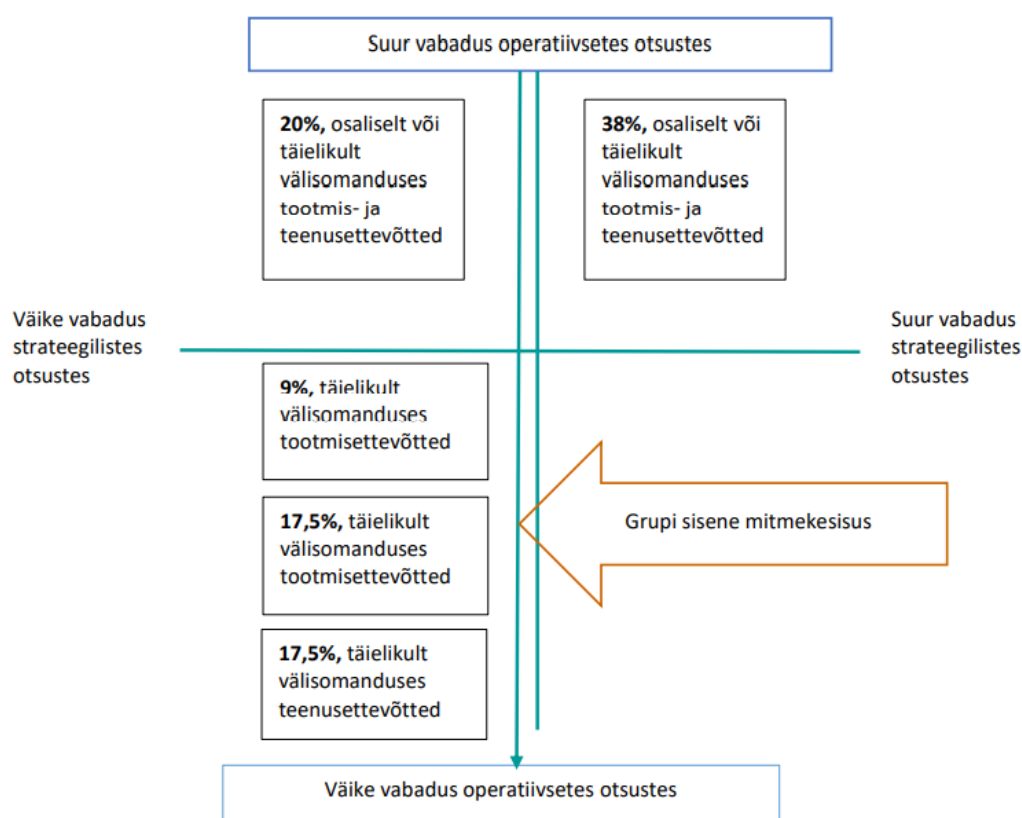 Suur vabadus operatiivsetes otsustes
20%, osaliselt või
täielikult
välisomanduses
tootmis- ja
teenusettevõtted
38%, osaliselt või
täielikult
välisomanduses
tootmis- ja
teenusettevõtted
Väike vabadus
strateegilistes
otsustes
Suur vabadus
strateegilistes
otsustes
9%, täielikult
välisomanduses
tootmisettevõtted
17,5%, täielikult
välisomanduses
tootmisettevõtted
Grupi sisene mitmekesisus
17,5%, täielikult
välisomanduses
teenusettevõtted
Väike vabadus operatiivsetes otsustes